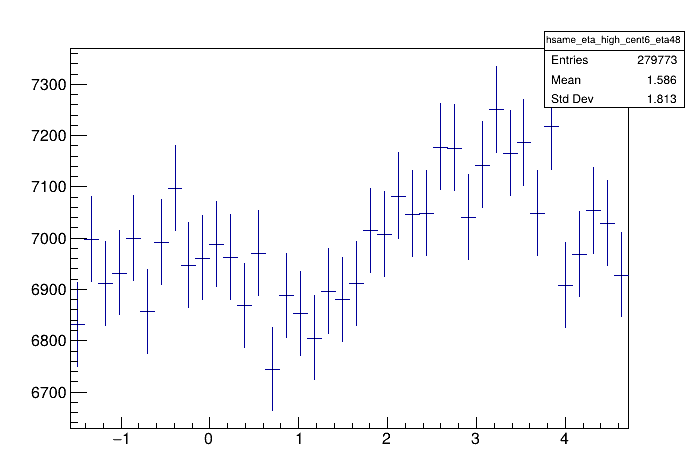 hsame_eta_high_cent6_eta48
Entries 279773
Mean 1.586
Std Dev 1.813
7300
7200
7100
7000
6900
6800
6700
−1 0 1 2 3 4